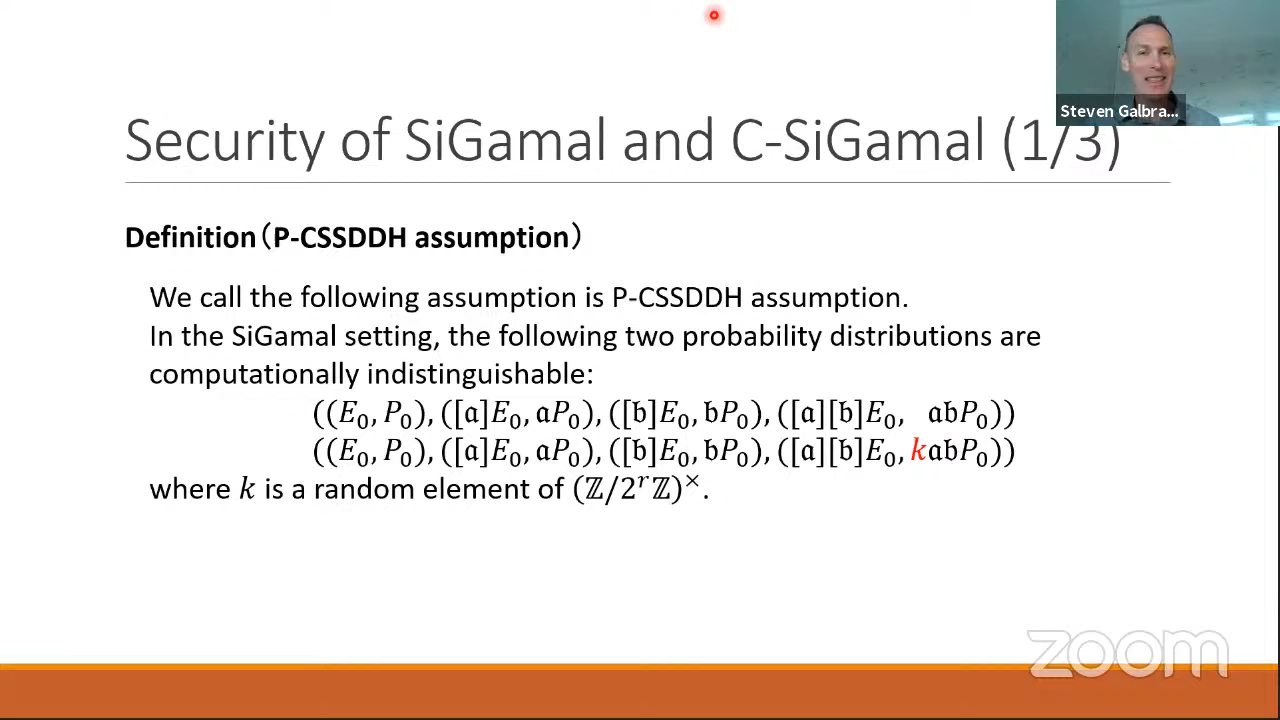 Steven Galbra...
Security of SiGamal and C-SiGamal (1/3)
Definition（P-CSSDDH assumption）
We call the following assumption is P-CSSDDH assumption.
In the SiGamal setting, the following two probability distributions are
computationally indistinguishable:
((𝐸₀, 𝑃₀), ([𝔞]𝐸₀, 𝔞𝑃₀), ([𝔟]𝐸₀, 𝔟𝑃₀), ([𝔞][𝔟]𝐸₀, 𝔞𝔟𝑃₀))
((𝐸₀, 𝑃₀), ([𝔞]𝐸₀, 𝔞𝑃₀), ([𝔟]𝐸₀, 𝔟𝑃₀), ([𝔞][𝔟]𝐸₀, 𝑘𝔞𝔟𝑃₀))
where 𝑘 is a random element of (ℤ/2ʳℤ)×.
zoom